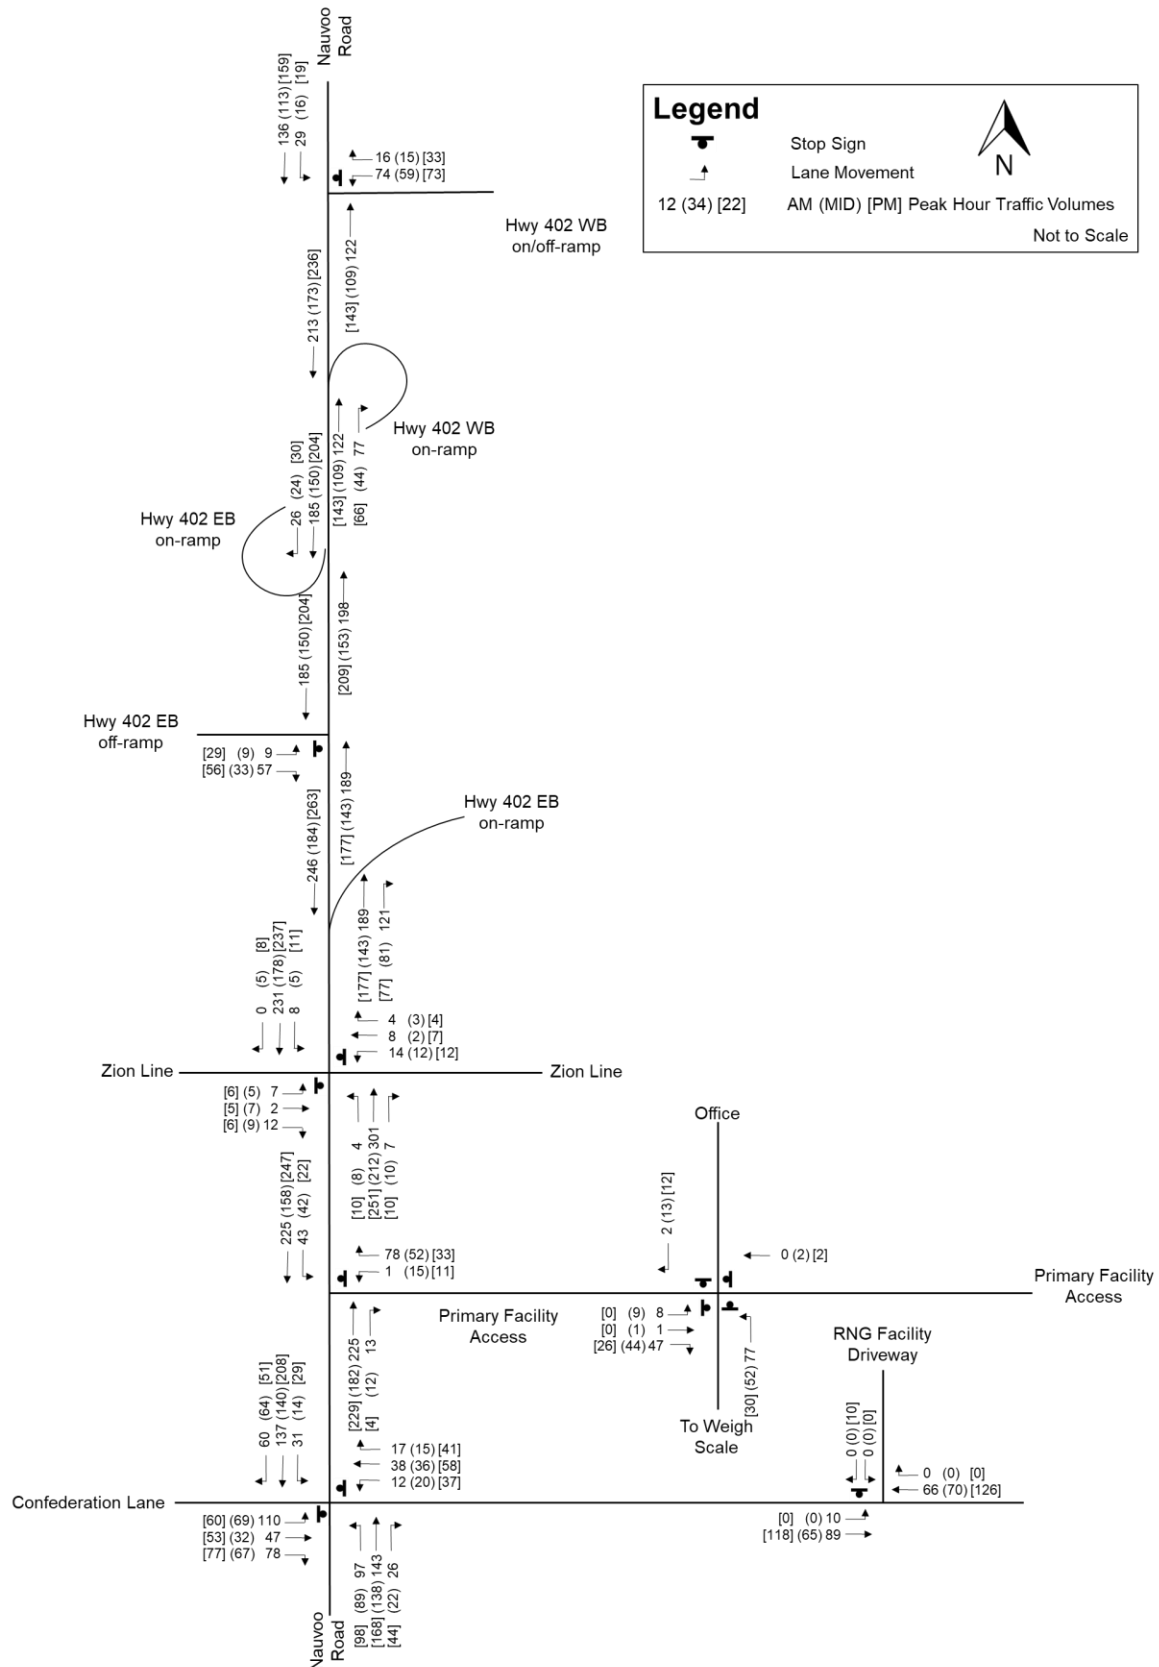 Nauvoo
Road
136 (113) [159]
29 (16) [19]
16 (15) [33]
74 (59) [73]
Legend
Stop Sign
Lane Movement
N
12 (34) [22] AM (MID) [PM] Peak Hour Traffic Volumes
Not to Scale
Hwy 402 WB
on/off-ramp
213 (173) [236]
[143] (109) 122
Hwy 402 WB
on-ramp
26 (24) [30]
185 (150) [204]
[143] (109) 122
[66] (44) 77
Hwy 402 EB
on-ramp
185 (150) [204]
[209] (153) 198
Hwy 402 EB
off-ramp
[29] (9) 9
[56] (33) 57
[177] (143) 189
246 (184) [263]
Hwy 402 EB
on-ramp
[177] (143) 189
[77] (81) 121
0 (5) [8]
231 (178) [237]
8 (5) [11]
4 (3) [4]
8 (2) [7]
14 (12) [12]
Zion Line
Zion Line
[6] (5) 7
[5] (7) 2
[6] (9) 12
[10] (8) 4
[251] (212) 301
[10] (10) 7
225 (158) [247]
43 (42) [22]
78 (52) [33]
1 (15) [11]
Office
2 (13) [12]
0 (2) [2]
Primary Facility
Access
Primary Facility
Access
[0] (9) 8
[0] (1) 1
[26] (44) 47
[30] (52) 77
To Weigh
Scale
RNG Facility
Driveway
[229] (182) 225
[4] (12) 13
60 (64) [51]
137 (140) [208]
31 (14) [29]
17 (15) [41]
38 (36) [58]
12 (20) [37]
0 (0) [10]
0 (0) [0]
0 (0) [0]
66 (70) [126]
Confederation Lane
[60] (69) 110
[53] (32) 47
[77] (67) 78
[0] (0) 10
[118] (65) 89
[98] (89) 97
[168] (138) 143
[44] (22) 26
Nauvoo
Road